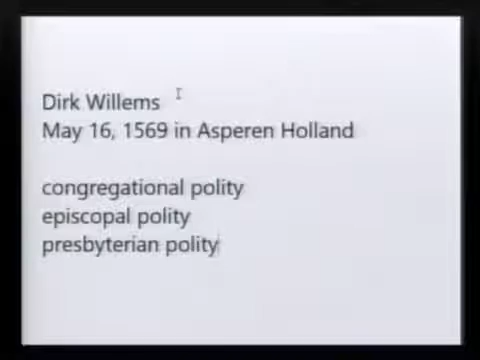 Dirk Willems
May 16, 1569 in Asperen Holland
congregational polity
episcopal polity
presbyterian polity